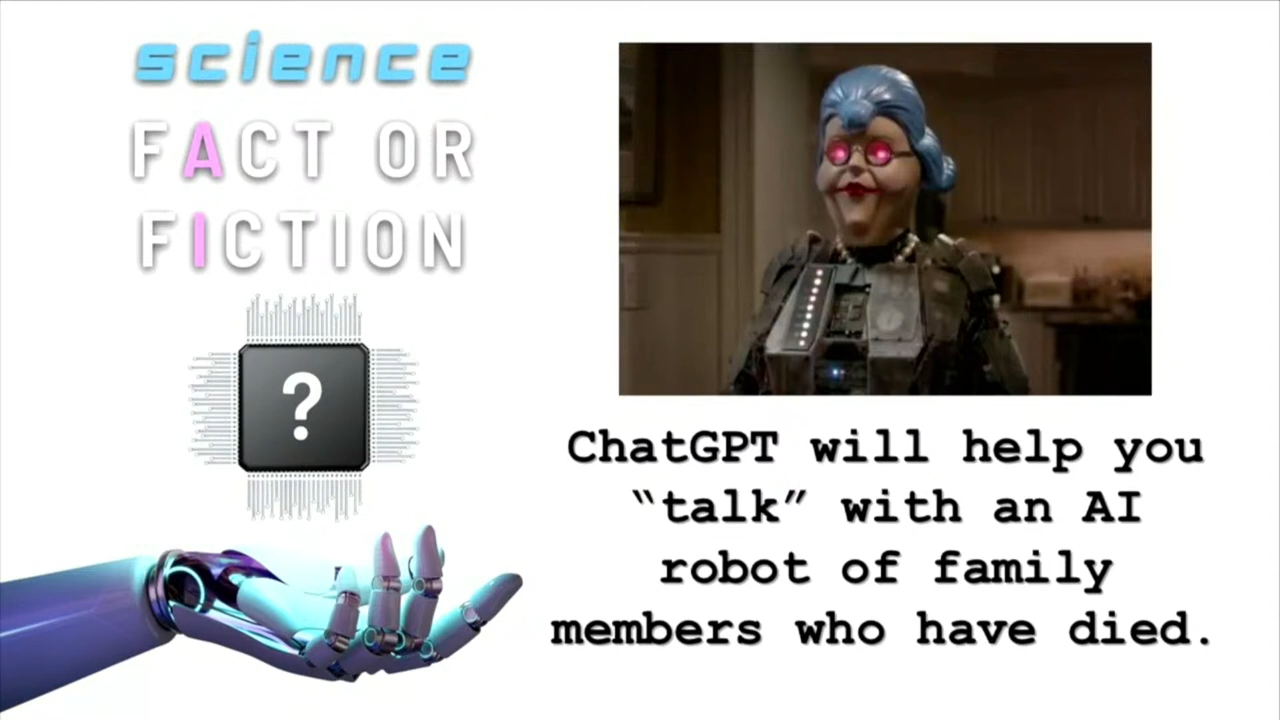 science
FACT OR
FICTION
?
ChatGPT will help you
“talk” with an AI
robot of family
members who have died.